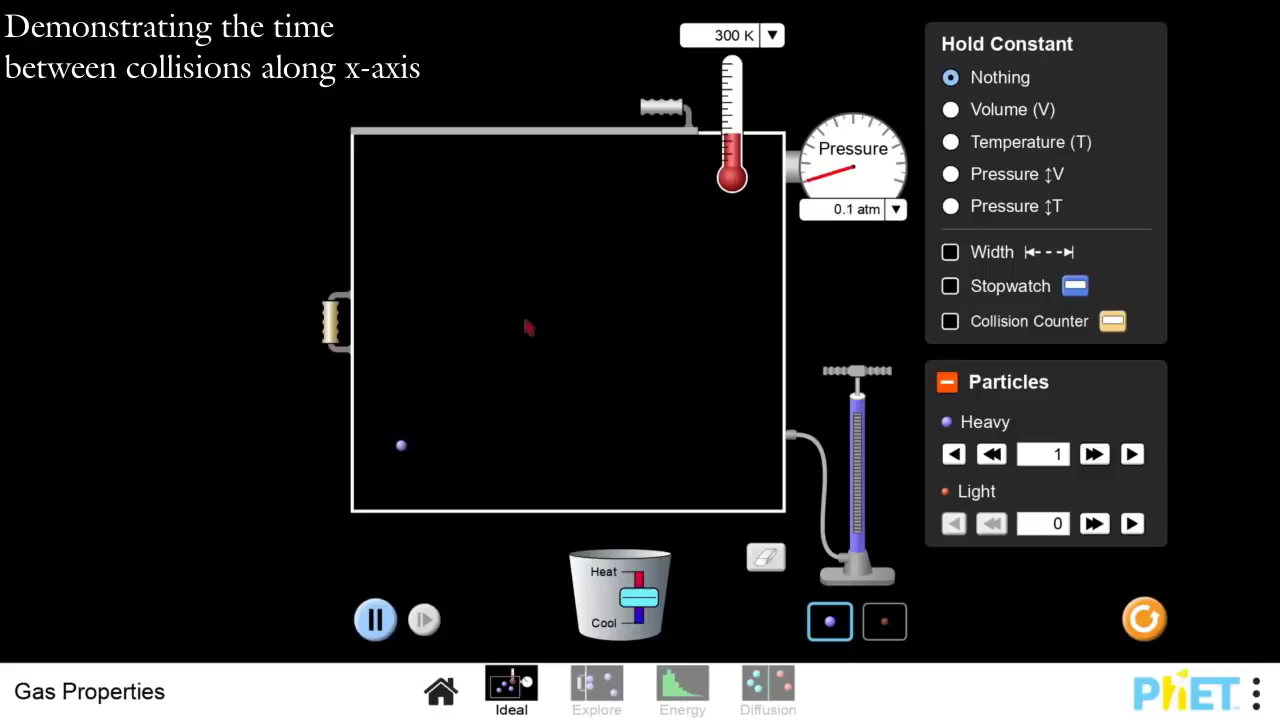 Demonstrating the time
between collisions along x-axis
300 K
Pressure
0.1 atm
Hold Constant
Nothing
Volume (V)
Temperature (T)
Pressure ↕V
Pressure ↕T
Width
Stopwatch
Collision Counter
Particles
Heavy
1
Light
0
Heat
Cool
Gas Properties
Ideal
Explore
Energy
Diffusion
PhET